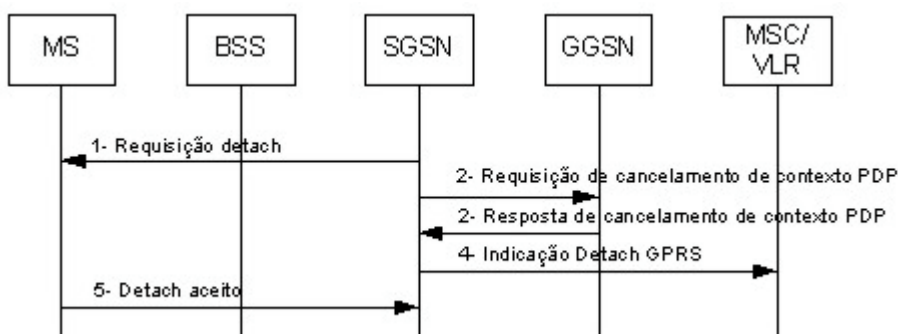 MS
BSS
SGSN
GGSN
MSC/
VLR
1- Requisição detach
2- Requisição de cancelamento de contexto PDP
2- Resposta de cancelamento de contexto PDP
4- Indicação Detach GPRS
5- Detach aceito